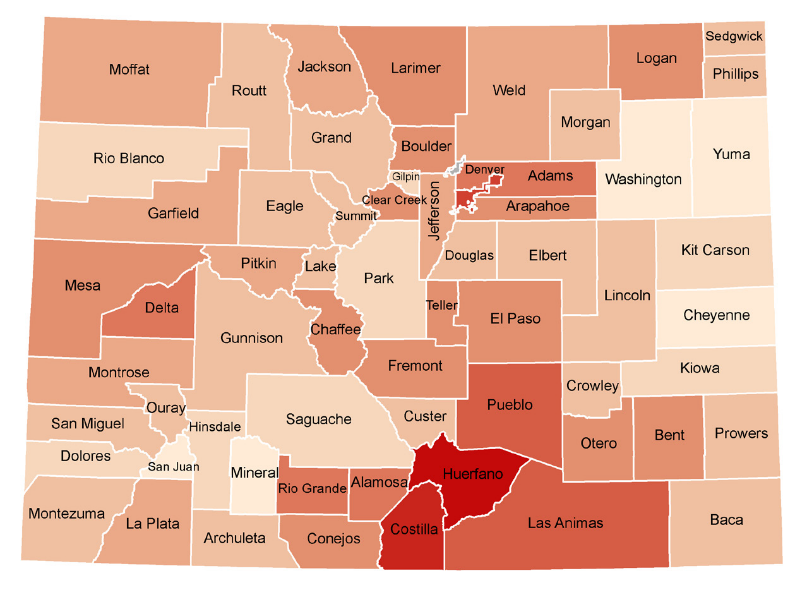 Sedgwick
Moffat
Jackson
Larimer
Logan
Phillips
Routt
Weld
Morgan
Grand
Boulder
Rio Blanco
Yuma
Gilpin
Denver
Adams
Washington
Clear Creek
Eagle
Garfield
Summit
Jefferson
Arapahoe
Pitkin
Lake
Douglas
Elbert
Kit Carson
Park
Mesa
Delta
Teller
Lincoln
El Paso
Cheyenne
Gunnison
Chaffee
Fremont
Kiowa
Montrose
Crowley
Ouray
Pueblo
San Miguel
Hinsdale
Saguache
Custer
Otero
Bent
Prowers
Dolores
San Juan
Mineral
Huerfano
Rio Grande
Alamosa
Montezuma
La Plata
Costilla
Las Animas
Baca
Archuleta
Conejos